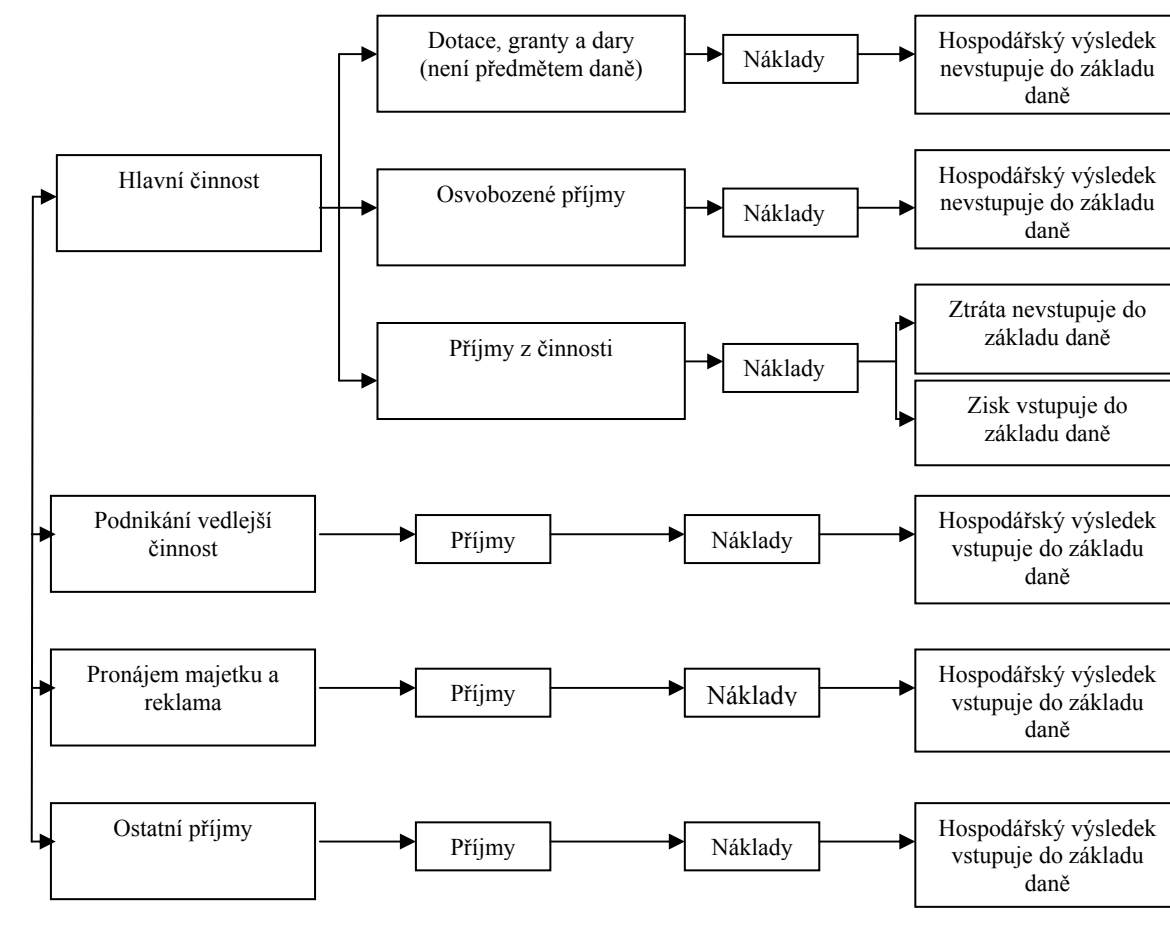 Dotace, granty a dary
(není předmětem daně)
Náklady
Hospodářský výsledek
nevstupuje do základu
daně
Hlavní činnost
Osvobozené příjmy
Náklady
Hospodářský výsledek
nevstupuje do základu
daně
Příjmy z činnosti
Náklady
Ztráta nevstupuje do
základu daně
Zisk vstupuje do
základu daně
Podnikání vedlejší
činnost
Příjmy
Náklady
Hospodářský výsledek
vstupuje do základu
daně
Pronájem majetku a
reklama
Příjmy
Náklady
Hospodářský výsledek
vstupuje do základu
daně
Ostatní příjmy
Příjmy
Náklady
Hospodářský výsledek
vstupuje do základu
daně